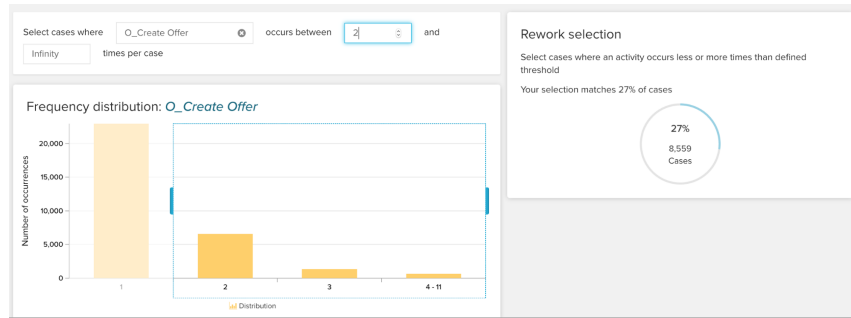 Select cases where O_Create Offer occurs between 2 and
Infinity times per case
Frequency distribution: O_Create Offer
Number of occurrences
20,000
15,000
10,000
5,000
0
1 2 3 4 - 11
Distribution
Rework selection
Select cases where an activity occurs less or more times than defined
threshold
Your selection matches 27% of cases
27%
8,559
Cases